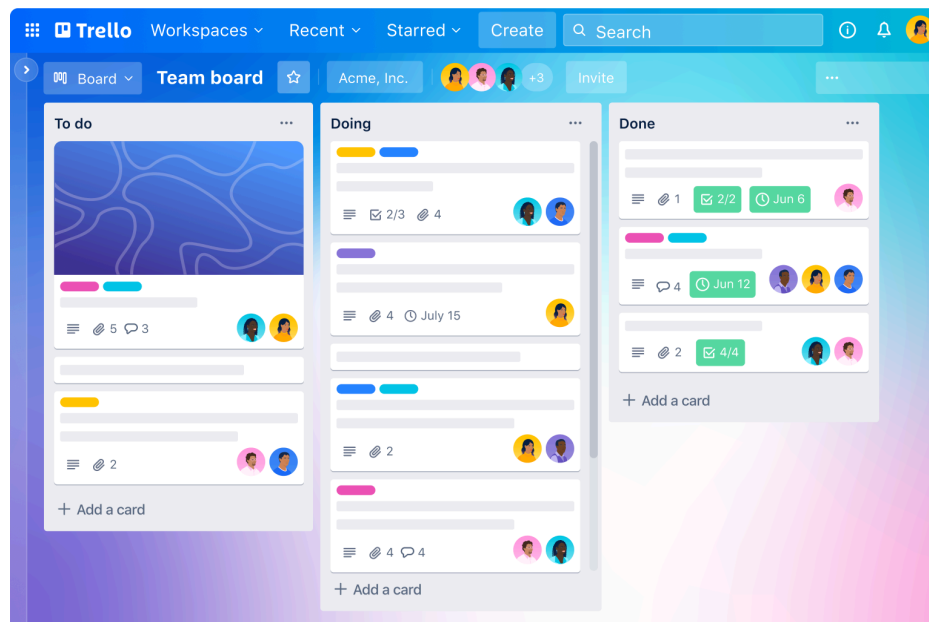 Trello Workspaces Recent Starred Create Search
Board Team board Acme, Inc. +3 Invite
To do
5 3
2
Add a card
Doing
2/3 4
4 July 15
2
4 4
Add a card
Done
1 2/2 Jun 6
4 Jun 12
2 4/4
Add a card